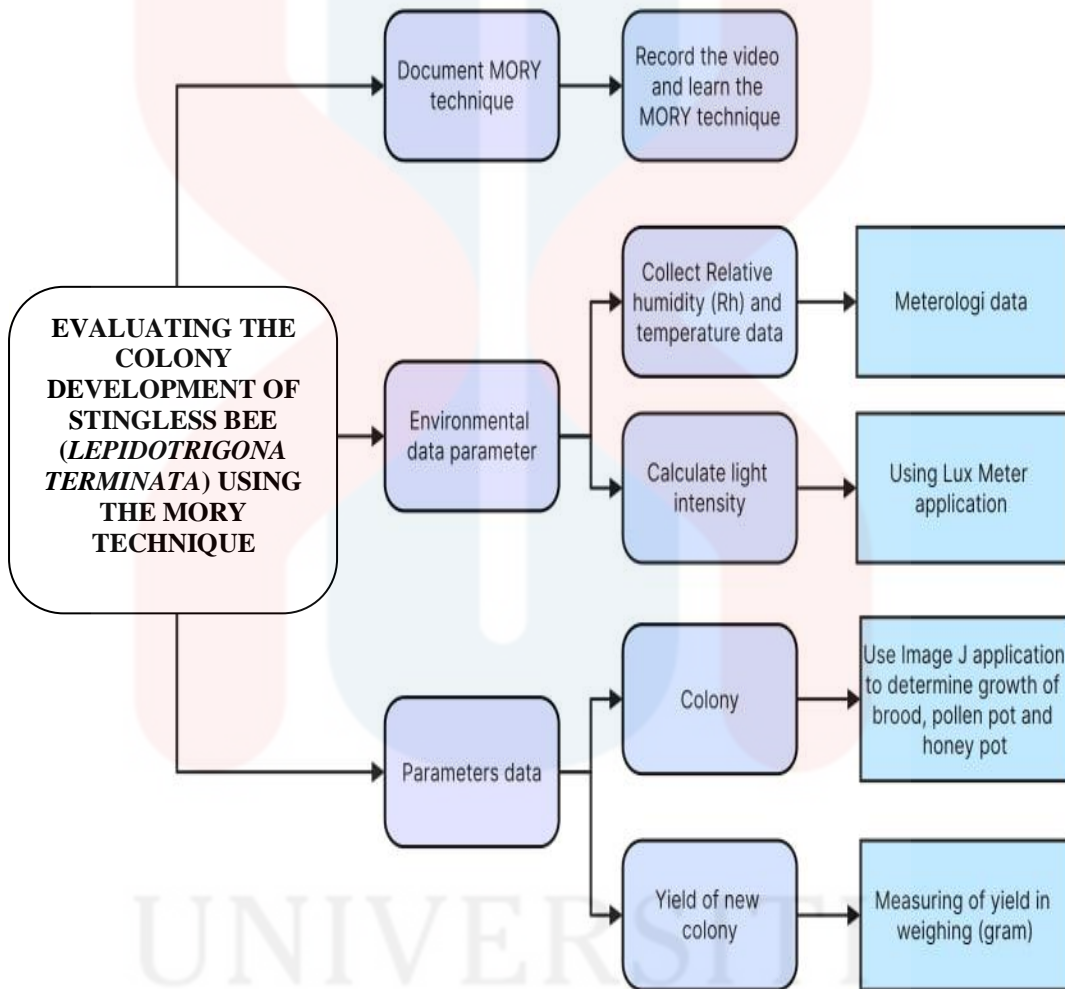 Document MORY
technique
Record the video
and learn the
MORY technique
EVALUATING THE
COLONY
DEVELOPMENT OF
STINGLESS BEE
(LEPIDOTRIGONA
TERMINATA) USING
THE MORY
TECHNIQUE
Environmental
data parameter
Collect Relative
humidity (Rh) and
temperature data
Meterologi data
Calculate light
intensity
Using Lux Meter
application
Parameters data
Colony
Use Image J application
to determine growth of
brood, pollen pot and
honey pot
Yield of new
colony
Measuring of yield in
weighing (gram)
UNIVERSITI